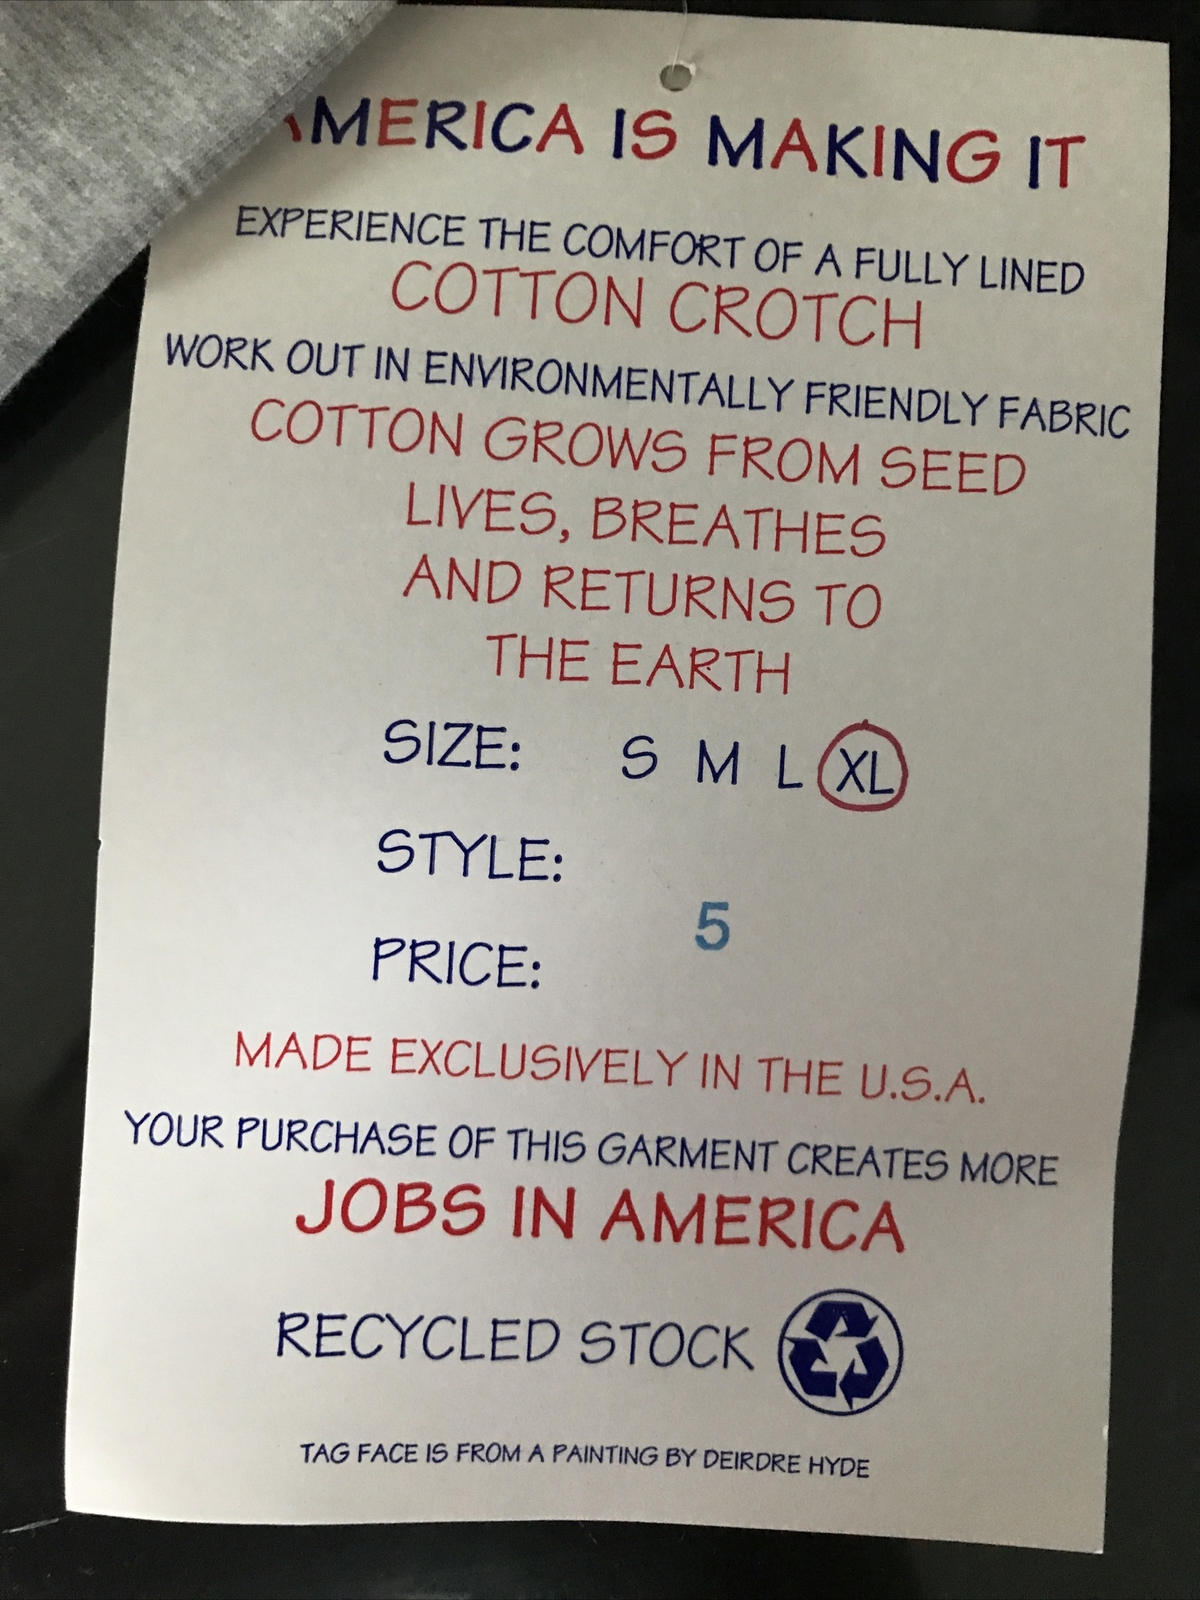 AMERICA IS MAKING IT
EXPERIENCE THE COMFORT OF A FULLY LINED
COTTON CROTCH
WORK OUT IN ENVIRONMENTALLY FRIENDLY FABRIC
COTTON GROWS FROM SEED
LIVES, BREATHES
AND RETURNS TO
THE EARTH
SIZE: S M L XL
STYLE:
5
PRICE:
MADE EXCLUSIVELY IN THE U.S.A.
YOUR PURCHASE OF THIS GARMENT CREATES MORE
JOBS IN AMERICA
RECYCLED STOCK
TAG FACE IS FROM A PAINTING BY DEIRDRE HYDE